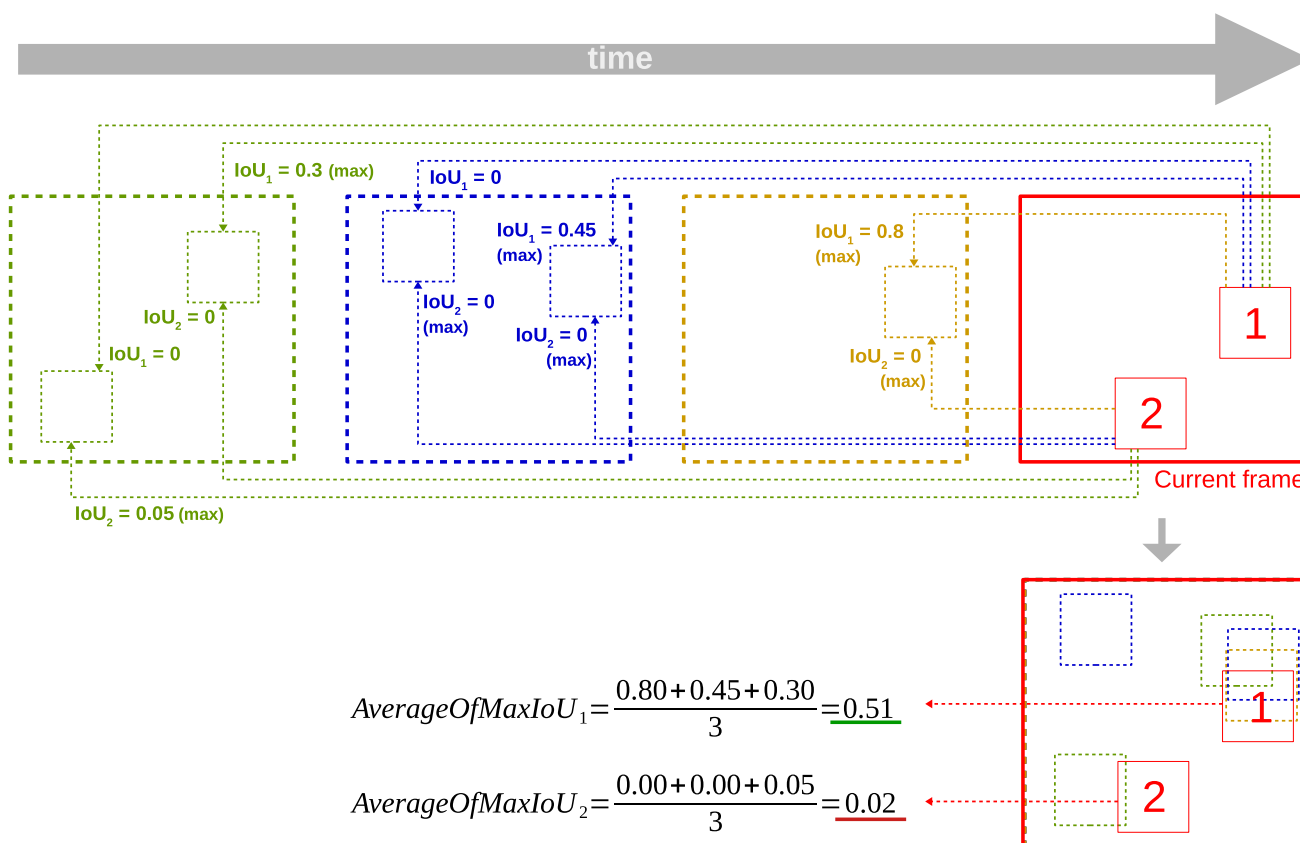 time
IoU1 = 0.3 (max)
IoU1 = 0
IoU1 = 0.45
(max)
IoU1 = 0.8
(max)
IoU2 = 0
IoU1 = 0
IoU2 = 0
(max)
IoU2 = 0
(max)
IoU2 = 0
(max)
1
2
Current frame
IoU2 = 0.05 (max)
AverageOfMaxIoU1=0.80+0.45+0.30
3
=0.51
1
AverageOfMaxIoU2=0.00+0.00+0.05
3
=0.02
2